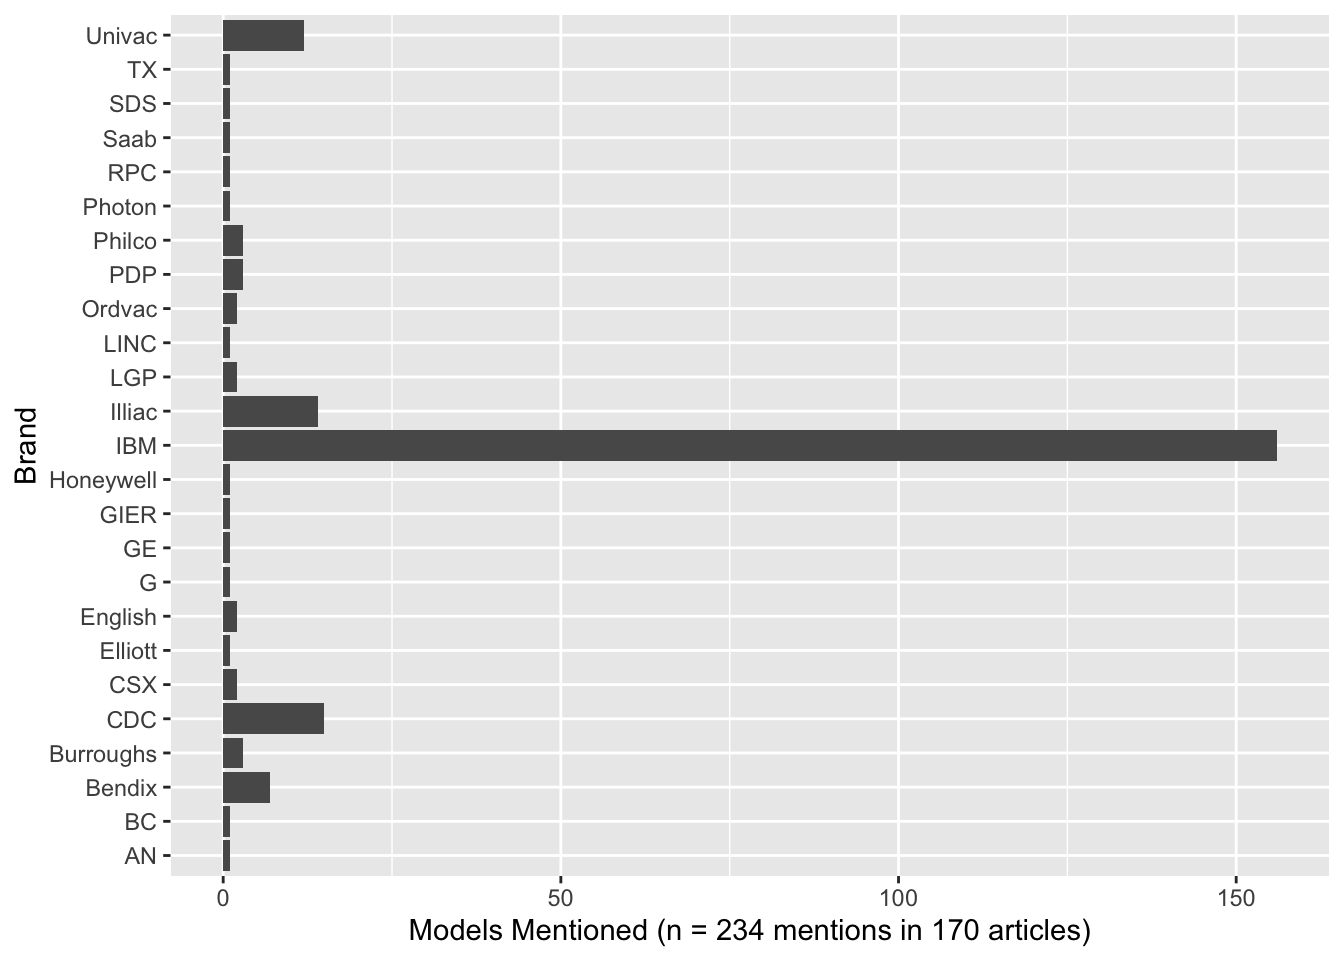 Univac
TX
SDS
Saab
RPC
Photon
Philco
PDP
Ordvac
LINC
LGP
Illiac
IBM
Honeywell
GIER
GE
G
English
Elliott
CSX
CDC
Burroughs
Bendix
BC
AN
Brand
0 50 100 150
Models Mentioned (n = 234 mentions in 170 articles)